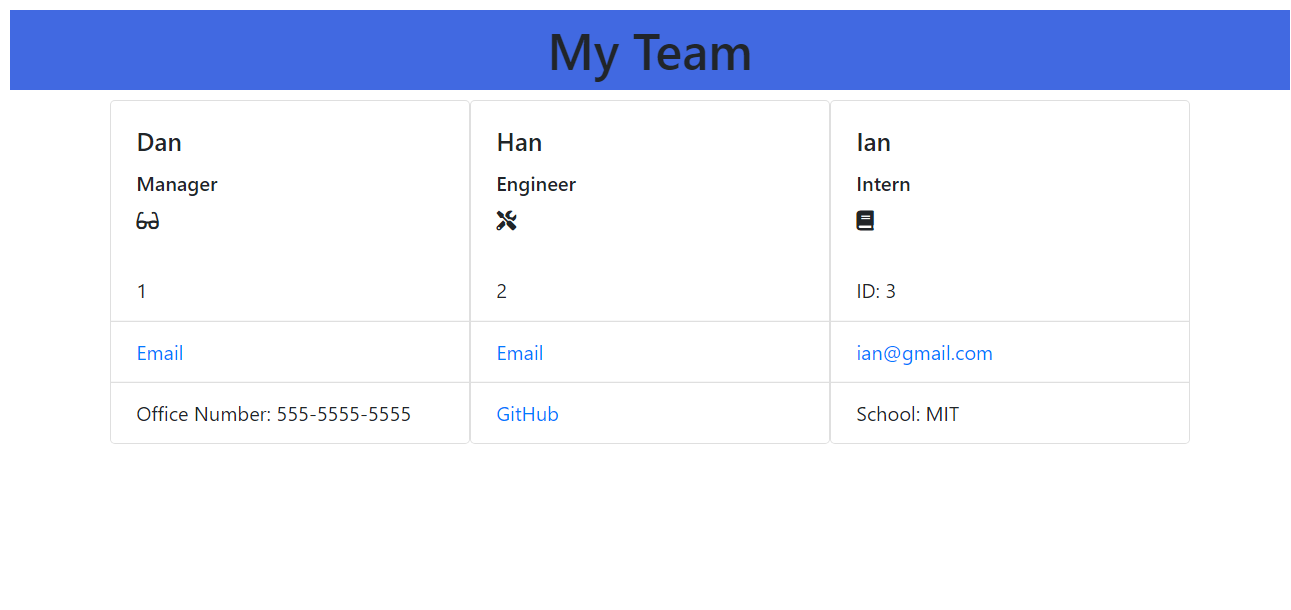 My Team
Dan
Manager
1
Email
Office Number: 555-5555-5555
Han
Engineer
2
Email
GitHub
Ian
Intern
ID: 3
ian@gmail.com
School: MIT